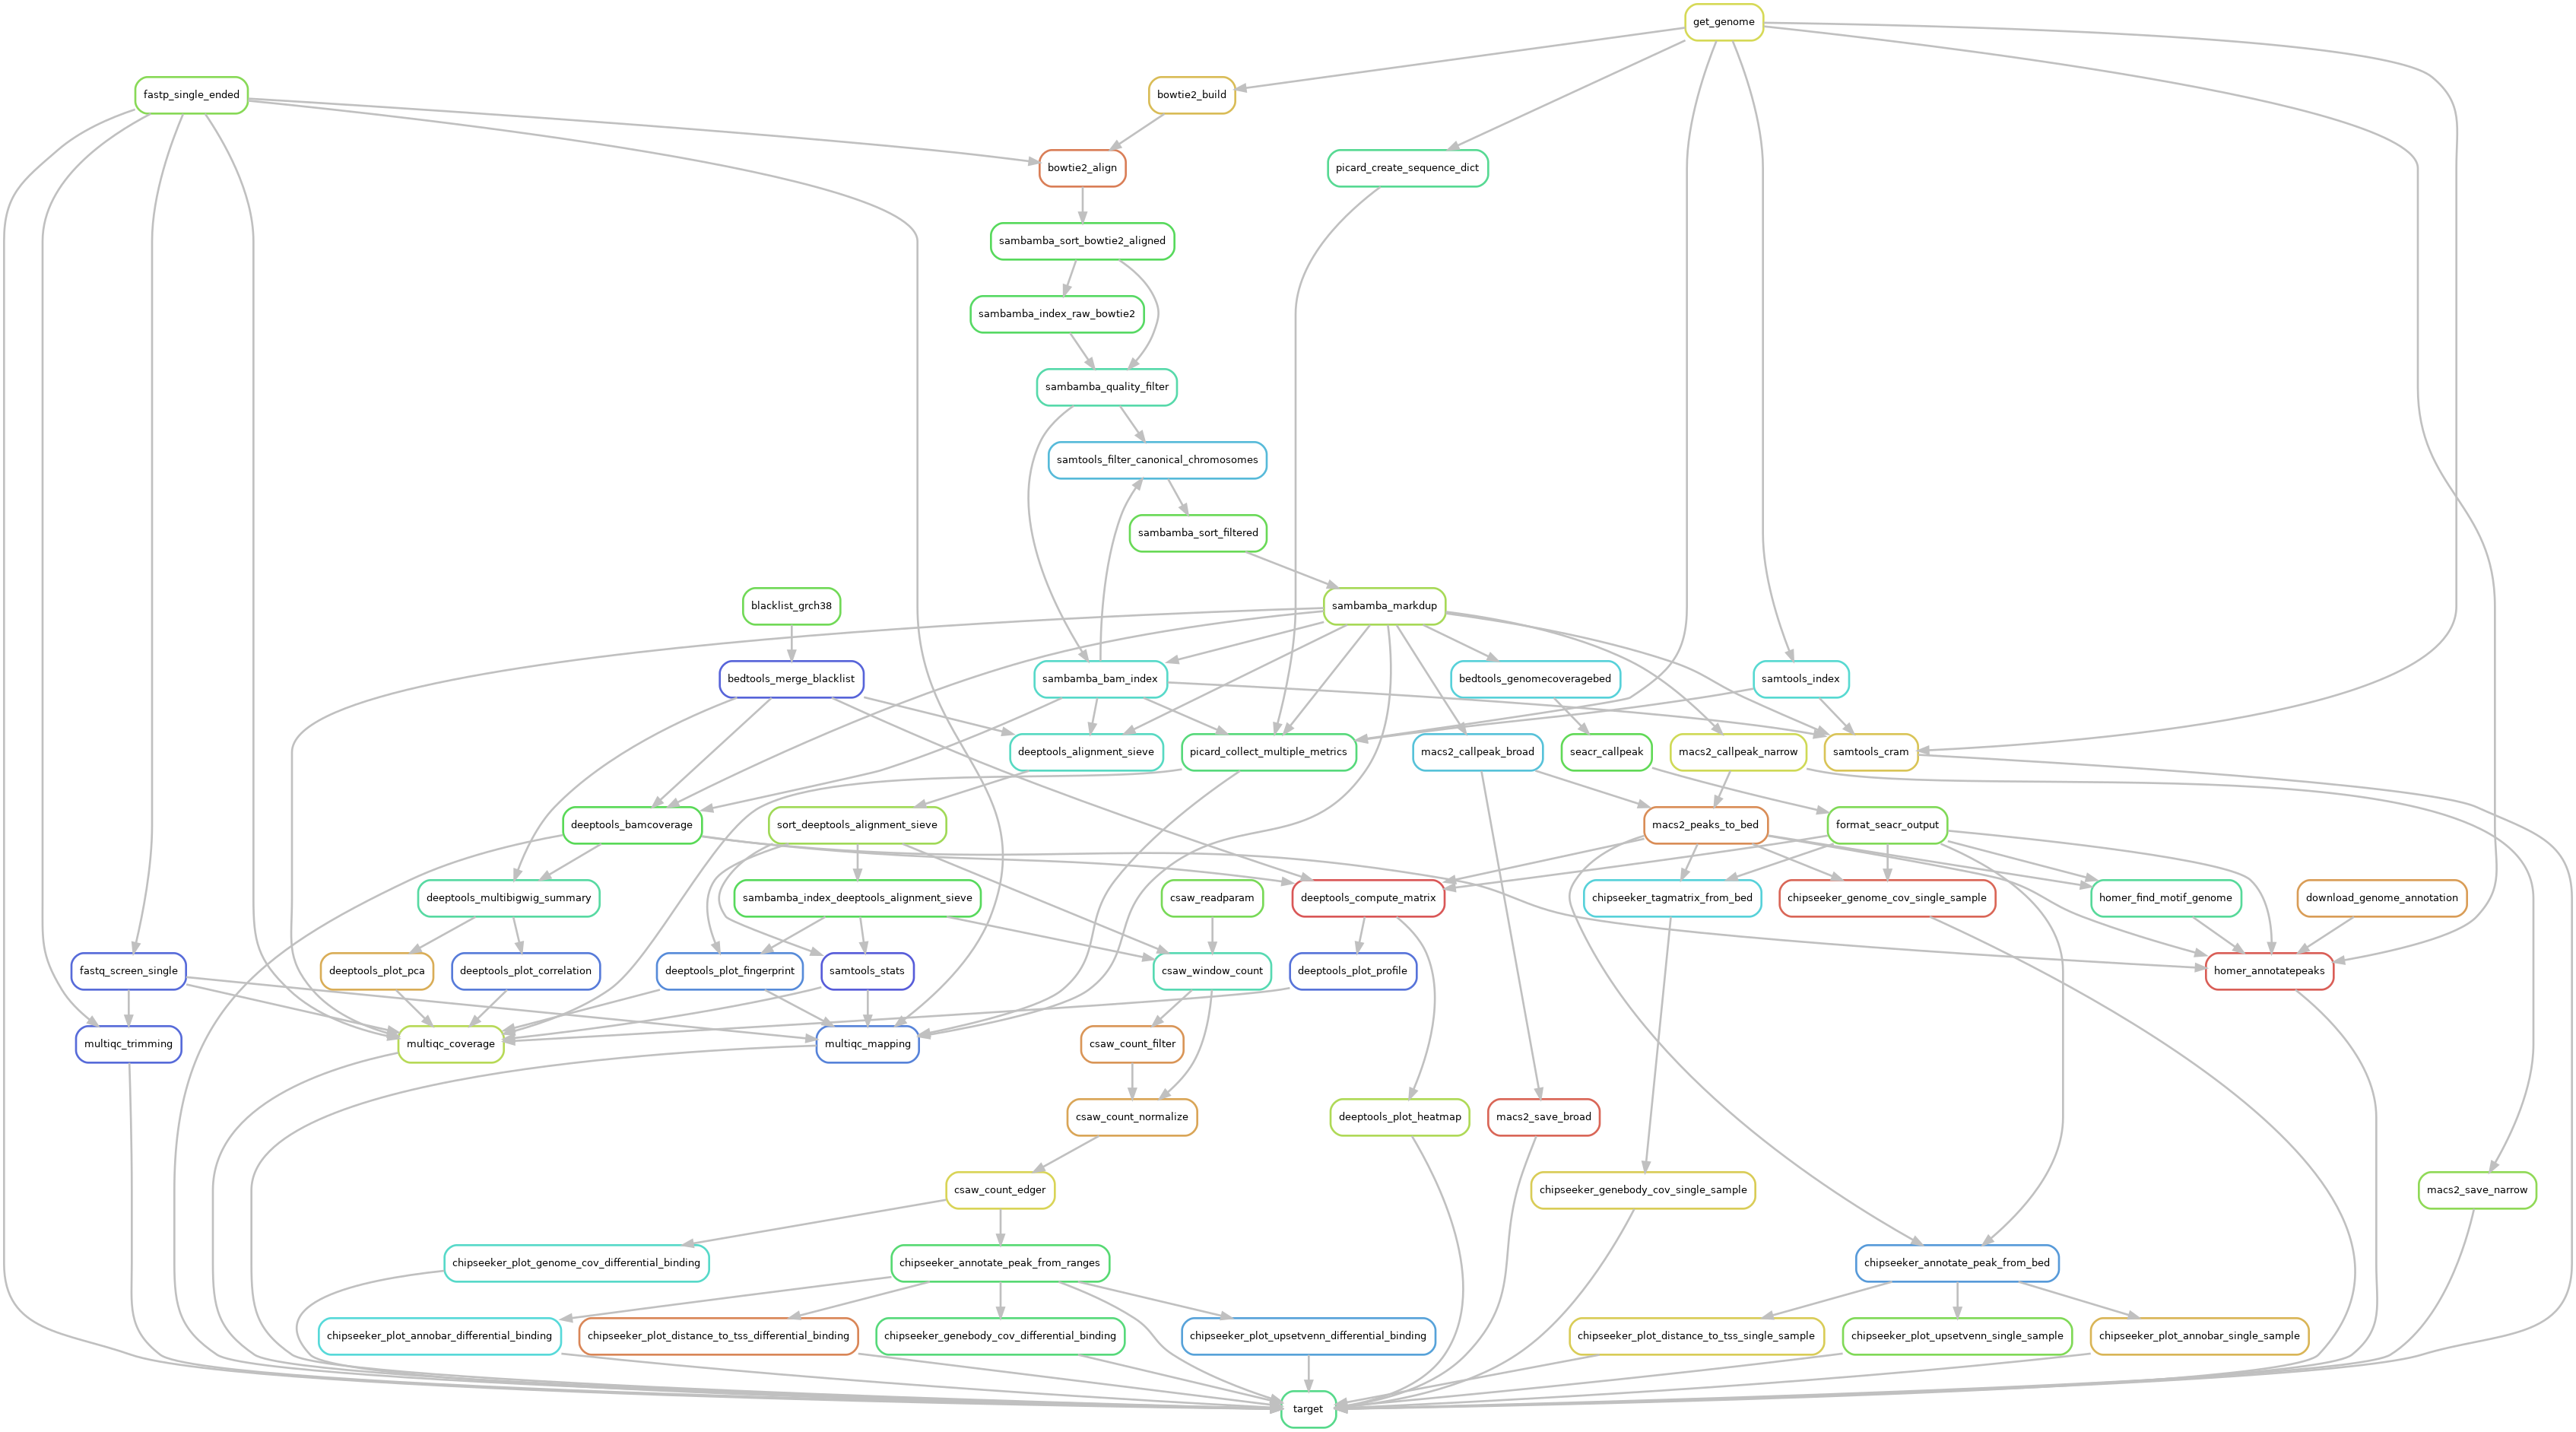 get_genome
fastp_single_ended
bowtie2_build
bowtie2_align
picard_create_sequence_dict
sambamba_sort_bowtie2_aligned
sambamba_index_raw_bowtie2
sambamba_quality_filter
samtools_filter_canonical_chromosomes
sambamba_sort_filtered
blacklist_grch38
sambamba_markdup
bedtools_merge_blacklist
sambamba_bam_index
bedtools_genomecoveragebed
samtools_index
deeptools_alignment_sieve
picard_collect_multiple_metrics
macs2_callpeak_broad
seacr_callpeak
macs2_callpeak_narrow
samtools_cram
deeptools_bamcoverage
sort_deeptools_alignment_sieve
macs2_peaks_to_bed
format_seacr_output
deeptools_multibigwig_summary
sambamba_index_deeptools_alignment_sieve
csaw_readparam
deeptools_compute_matrix
chipseeker_tagmatrix_from_bed
chipseeker_genome_cov_single_sample
homer_find_motif_genome
download_genome_annotation
fastq_screen_single
deeptools_plot_pca
deeptools_plot_correlation
deeptools_plot_fingerprint
samtools_stats
csaw_window_count
deeptools_plot_profile
homer_annotatepeaks
multiqc_trimming
multiqc_coverage
multiqc_mapping
csaw_count_filter
csaw_count_normalize
deeptools_plot_heatmap
macs2_save_broad
csaw_count_edger
chipseeker_genebody_cov_single_sample
macs2_save_narrow
chipseeker_plot_genome_cov_differential_binding
chipseeker_annotate_peak_from_ranges
chipseeker_annotate_peak_from_bed
chipseeker_plot_annobar_differential_binding
chipseeker_plot_distance_to_tss_differential_binding
chipseeker_genebody_cov_differential_binding
chipseeker_plot_upsetvenn_differential_binding
chipseeker_plot_distance_to_tss_single_sample
chipseeker_plot_upsetvenn_single_sample
chipseeker_plot_annobar_single_sample
target